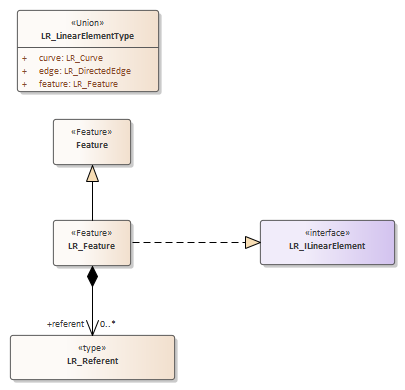 «Union»
LR_LinearElementType
+ curve: LR_Curve
+ edge: LR_DirectedEdge
+ feature: LR_Feature
«Feature»
Feature
«Feature»
LR_Feature
«interface»
LR_ILinearElement
+referent 0..*
«type»
LR_Referent